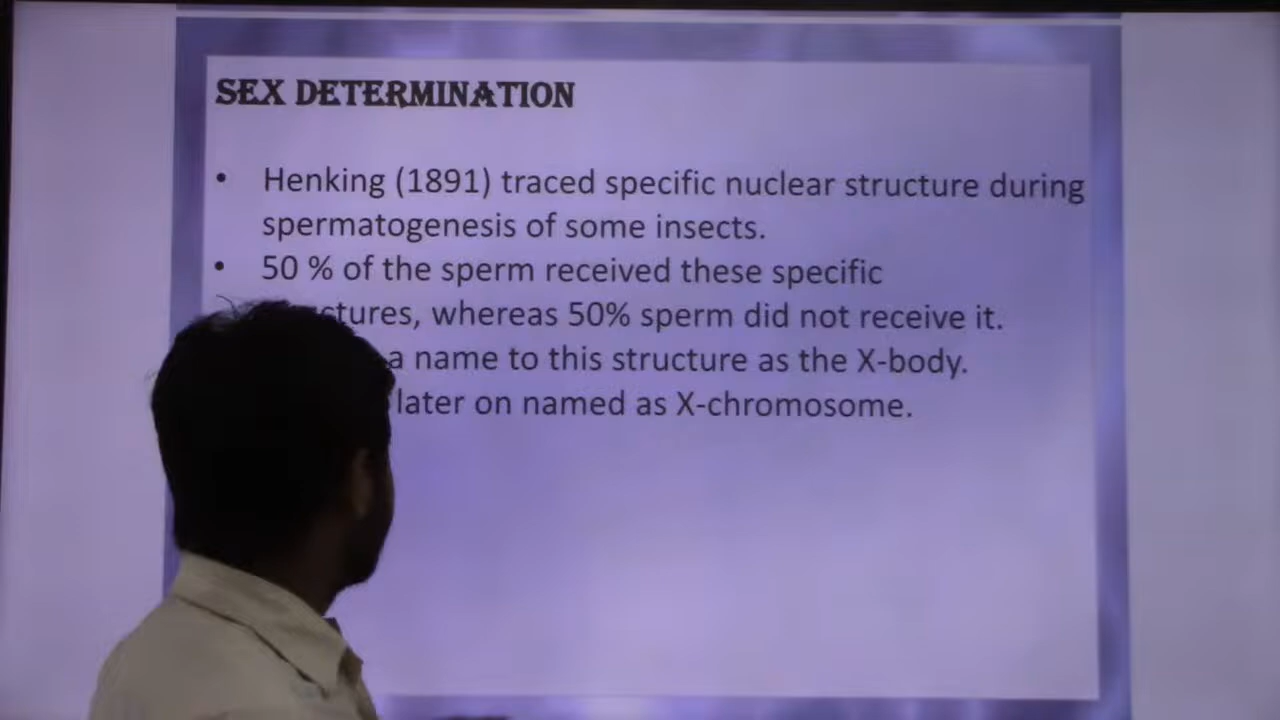 SEX DETERMINATION
• Henking (1891) traced specific nuclear structure during
spermatogenesis of some insects.
• 50 % of the sperm received these specific
ctures, whereas 50% sperm did not receive it.
a name to this structure as the X-body.
later on named as X-chromosome.